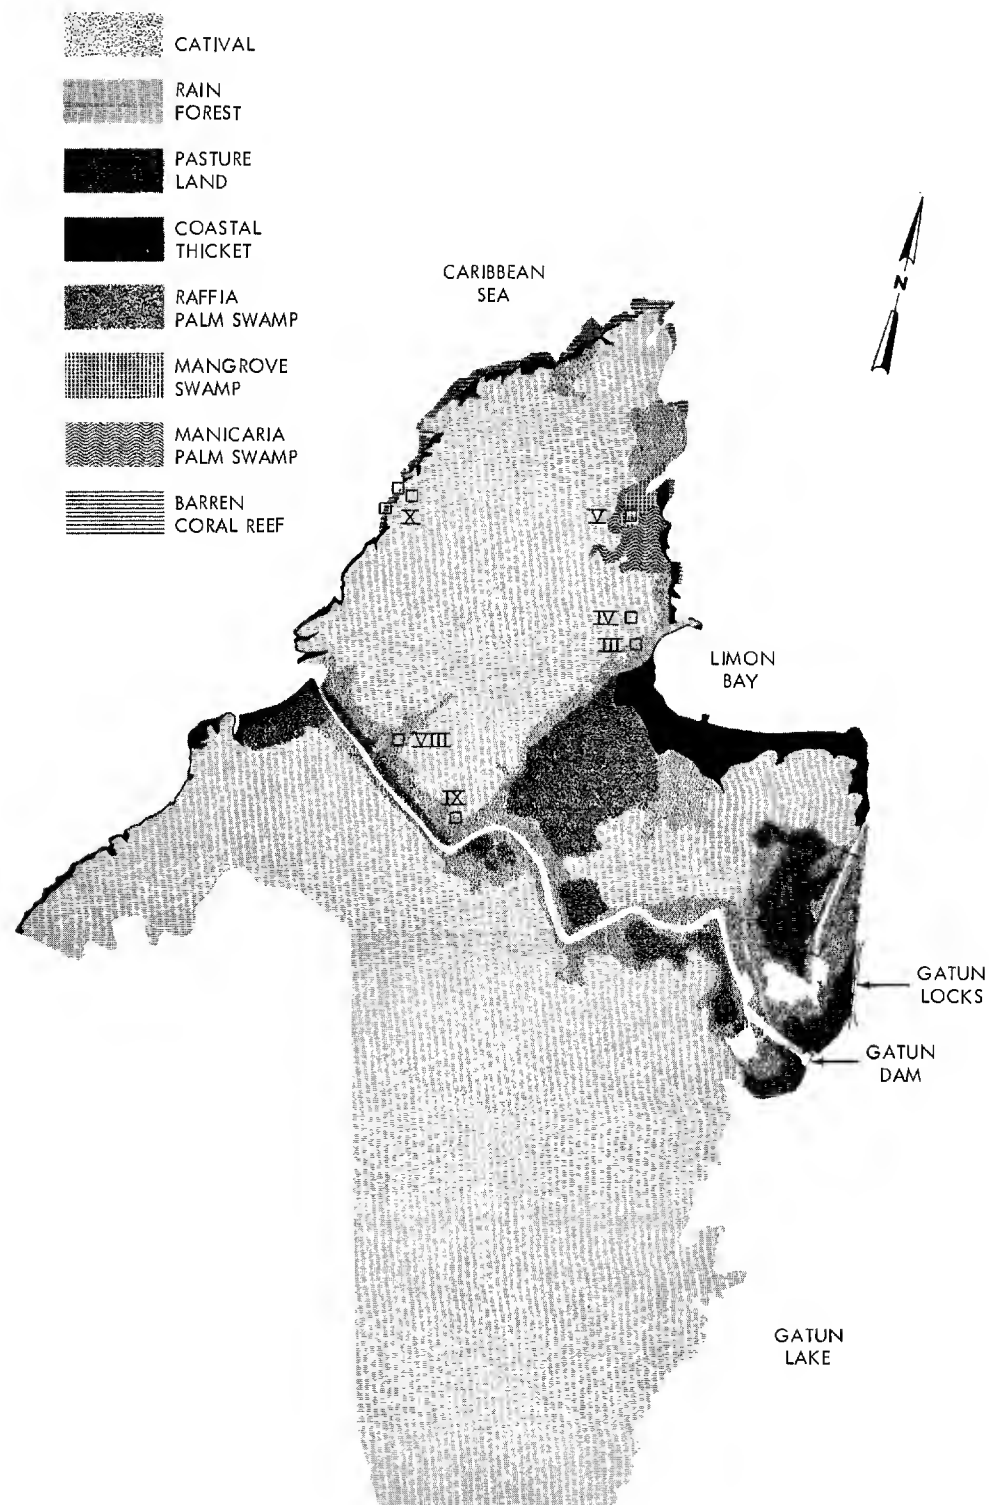 CATIVAL
RAIN
FOREST
PASTURE
LAND
COASTAL
THICKET
RAFFIA
PALM SWAMP
MANGROVE
SWAMP
MANICARIA
PALM SWAMP
BARREN
CORAL REEF
CARIBBEAN
SEA
N
X
V
IV
III
LIMON
BAY
VIII
IX
GATUN
LOCKS
GATUN
DAM
GATUN
LAKE